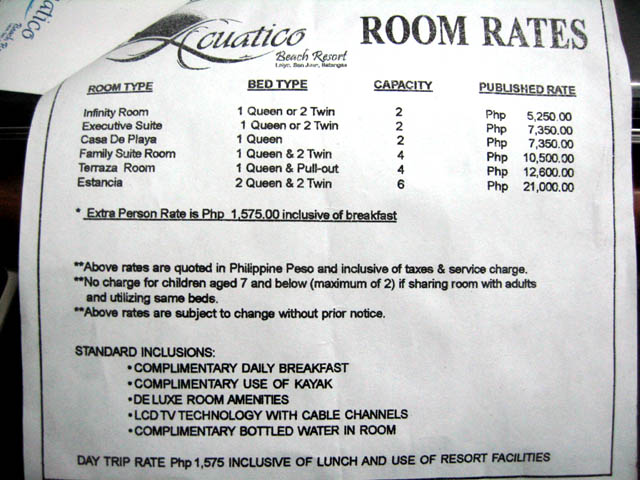 Acuatico
Beach Resort
Laiya, San Juan, Batangas
ROOM RATES
ROOM TYPE BED TYPE CAPACITY PUBLISHED RATE
Infinity Room 1 Queen or 2 Twin 2 Php 5,250.00
Executive Suite 1 Queen or 2 Twin 2 Php 7,350.00
Casa De Playa 1 Queen 2 Php 7,350.00
Family Suite Room 1 Queen & 2 Twin 4 Php 10,500.00
Terraza Room 1 Queen & Pull-out 4 Php 12,600.00
Estancia 2 Queen & 2 Twin 6 Php 21,000.00
* Extra Person Rate is Php 1,575.00 inclusive of breakfast
**Above rates are quoted in Philippine Peso and inclusive of taxes & service charge.
**No charge for children aged 7 and below (maximum of 2) if sharing room with adults
and utilizing same beds.
**Above rates are subject to change without prior notice.
STANDARD INCLUSIONS:
•COMPLIMENTARY DAILY BREAKFAST
•COMPLIMENTARY USE OF KAYAK
•DE LUXE ROOM AMENITIES
•LCD TV TECHNOLOGY WITH CABLE CHANNELS
•COMPLIMENTARY BOTTLED WATER IN ROOM
DAY TRIP RATE Php 1,575 INCLUSIVE OF LUNCH AND USE OF RESORT FACILITIES